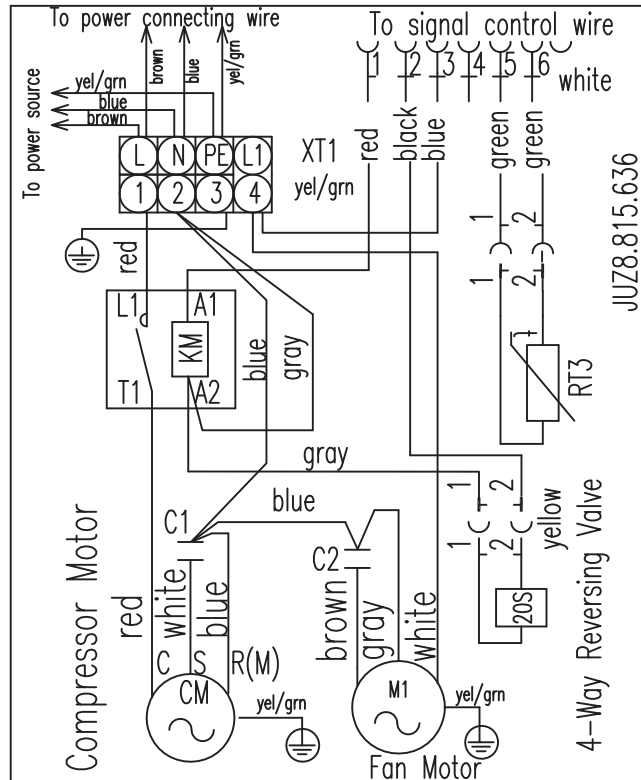 To power connecting wire
To signal control wire
brown
blue
yel/grn
1 2 3 4 5 6
white
yel/grn
blue
brown
To power source
L N PE L1
XT1
1 2 3 4
yel/grn
red
black
blue
green
green
JUZ8.815.636
red
1 2
1 2
L1 A1
KM
T1 A2
blue
gray
RT3
gray
1 2
1 2
yellow
blue
C1
C2
Compressor Motor
red
white
blue
brown
gray
white
20S
4-Way Reversing Valve
C S R(M)
CM
yel/grn
M1
yel/grn
Fan Motor